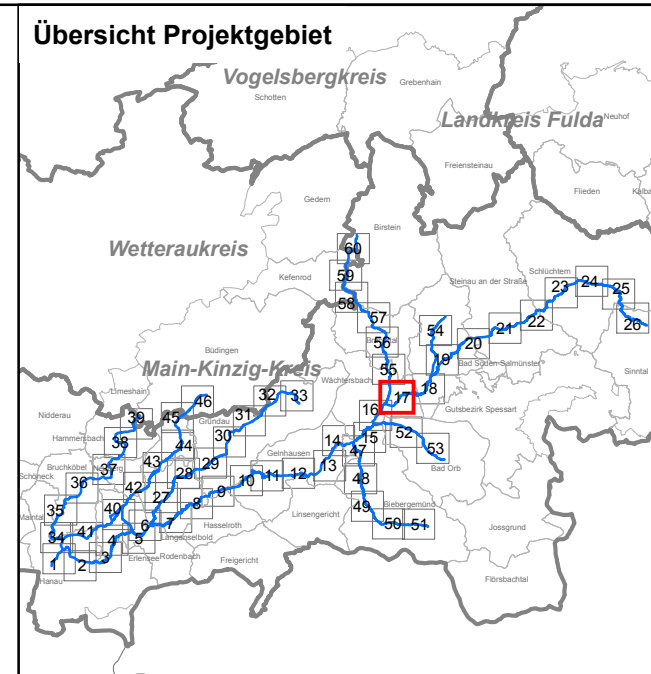 Übersicht Projektgebiet
Vogelsbergkreis
Grebenhain
Schotten
Landkreis Fulda
Neuhof
Freiensteinau
Flieden
Gedern
Birstein
Wetteraukreis
60
Kefenrod
59
58
57
Steinau an der Straße
Schlüchtern
23
24
25
26
22
21
20
54
56
Sinntal
Büdingen
Main-Kinzig-Kreis
Wächtersbach
55
19
Bad Soden-Salmünster
18
17
Gutsbezirk Spessart
Limeshain
46
32
33
16
Nidderau
39
45
31
Gründau
Hammersbach
38
44
30
Gelnhausen
14
15
52
53
Bad Orb
Bruchköbel
37
43
29
47
Schöneck
36
42
28
10
11
12
13
48
Linsengericht
Maintal
35
40
27
8
9
Hasselroth
49
Biebergemünd
34
41
6
7
Langenselbold
50
51
Jossgrund
4
5
Erlensee
Rodenbach
Freigericht
Flörsbachtal
1
2
3
Hanau